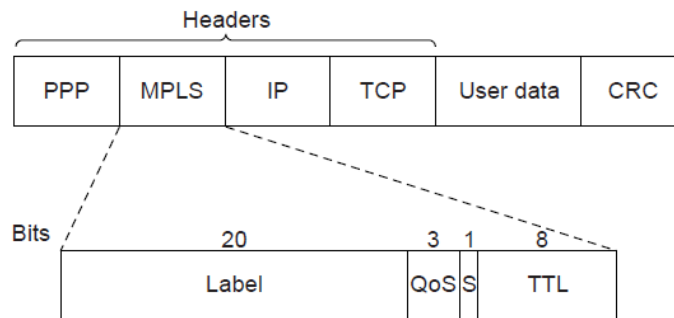 Headers
PPP MPLS IP TCP User data CRC
Bits 20 3 1 8
Label QoS S TTL